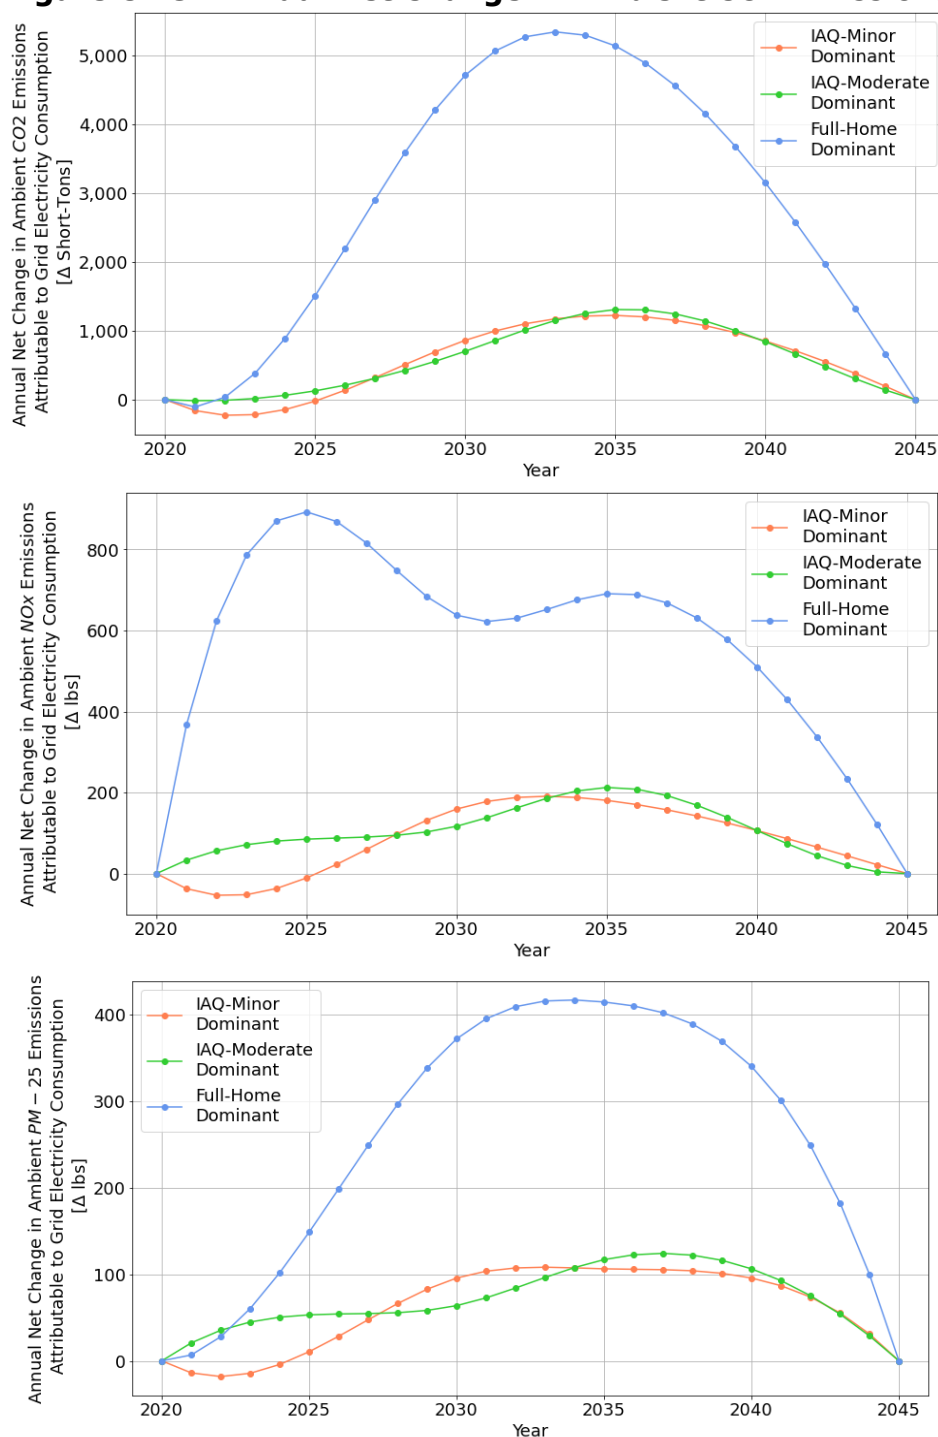 Annual Net Change in Ambient CO2 Emissions
Attributable to Grid Electricity Consumption
[Δ Short-Tons]
5,000
4,000
3,000
2,000
1,000
0
IAQ-Minor
Dominant
IAQ-Moderate
Dominant
Full-Home
Dominant
2020 2025 2030 2035 2040 2045
Year
Annual Net Change in Ambient NOx Emissions
Attributable to Grid Electricity Consumption
[Δ lbs]
800
600
400
200
0
IAQ-Minor
Dominant
IAQ-Moderate
Dominant
Full-Home
Dominant
2020 2025 2030 2035 2040 2045
Year
Annual Net Change in Ambient PM − 25 Emissions
Attributable to Grid Electricity Consumption
[Δ lbs]
400
300
200
100
0
IAQ-Minor
Dominant
IAQ-Moderate
Dominant
Full-Home
Dominant
2020 2025 2030 2035 2040 2045
Year